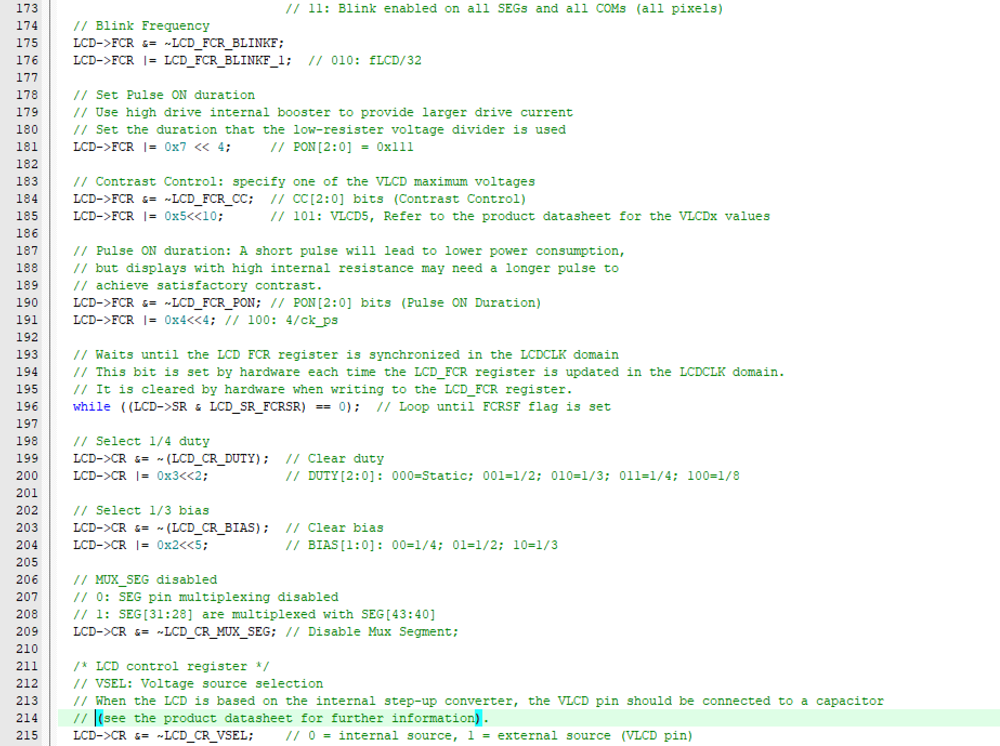 173                                // 11: Blink enabled on all SEGs and all COMs (all pixels)
174    // Blink Frequency
175    LCD->FCR &= ~LCD_FCR_BLINKF;
176    LCD->FCR |= LCD_FCR_BLINKF_1;  // 010: fLCD/32
177
178    // Set Pulse ON duration
179    // Use high drive internal booster to provide larger drive current
180    // Set the duration that the low-resister voltage divider is used
181    LCD->FCR |= 0x7 << 4;     // PON[2:0] = 0x111
182
183    // Contrast Control: specify one of the VLCD maximum voltages
184    LCD->FCR &= ~LCD_FCR_CC;  // CC[2:0] bits (Contrast Control)
185    LCD->FCR |= 0x5<<10;      // 101: VLCD5, Refer to the product datasheet for the VLCDx values
186
187    // Pulse ON duration: A short pulse will lead to lower power consumption,
188    // but displays with high internal resistance may need a longer pulse to
189    // achieve satisfactory contrast.
190    LCD->FCR &= ~LCD_FCR_PON; // PON[2:0] bits (Pulse ON Duration)
191    LCD->FCR |= 0x4<<4; // 100: 4/ck_ps
192
193    // Waits until the LCD FCR register is synchronized in the LCDCLK domain
194    // This bit is set by hardware each time the LCD_FCR register is updated in the LCDCLK domain.
195    // It is cleared by hardware when writing to the LCD_FCR register.
196    while ((LCD->SR & LCD_SR_FCRSR) == 0);  // Loop until FCRSF flag is set
197
198    // Select 1/4 duty
199    LCD->CR &= ~(LCD_CR_DUTY);  // Clear duty
200    LCD->CR |= 0x3<<2;          // DUTY[2:0]: 000=Static; 001=1/2; 010=1/3; 011=1/4; 100=1/8
201
202    // Select 1/3 bias
203    LCD->CR &= ~(LCD_CR_BIAS);  // Clear bias
204    LCD->CR |= 0x2<<5;          // BIAS[1:0]: 00=1/4; 01=1/2; 10=1/3
205
206    // MUX_SEG disabled
207    // 0: SEG pin multiplexing disabled
208    // 1: SEG[31:28] are multiplexed with SEG[43:40]
209    LCD->CR &= ~LCD_CR_MUX_SEG; // Disable Mux Segment;
210
211    /* LCD control register */
212    // VSEL: Voltage source selection
213    // When the LCD is based on the internal step-up converter, the VLCD pin should be connected to a capacitor
214    // (see the product datasheet for further information).
215    LCD->CR &= ~LCD_CR_VSEL;    // 0 = internal source, 1 = external source (VLCD pin)